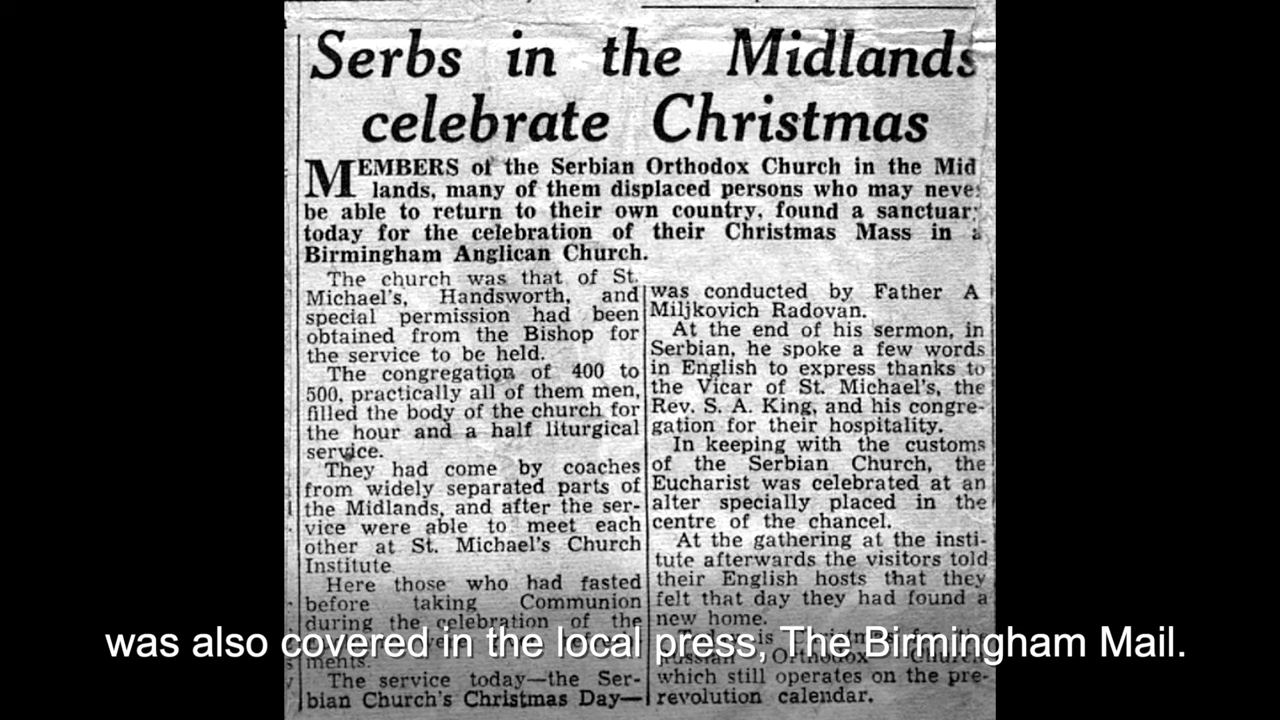 Serbs in the Midlands
celebrate Christmas
MEMBERS of the Serbian Orthodox Church in the Mid
lands, many of them displaced persons who may neve
be able to return to their own country, found a sanctuar
today for the celebration of their Christmas Mass in a
Birmingham Anglican Church.
The church was that of St.
Michael's, Handsworth, and
special permission had been
obtained from the Bishop for
the service to be held.
The congregation of 400 to
500, practically all of them men,
filled the body of the church for
the hour and a half liturgical
service.
They had come by coaches
from widely separated parts of
the Midlands, and after the ser-
vice were able to meet each
other at St. Michael's Church
Institute
Here those who had fasted
before taking Communion
during the celebration of the
ments.
The service today—the Ser-
bian Church's Christmas Day—
was conducted by Father A
Miljkovich Radovan.
At the end of his sermon, in
Serbian, he spoke a few words
in English to express thanks to
the Vicar of St. Michael's, the
Rev. S. A. King, and his congre-
gation for their hospitality.
In keeping with the customs
of the Serbian Church, the
Eucharist was celebrated at an
alter specially placed in the
centre of the chancel.
At the gathering at the insti-
tute afterwards the visitors told
their English hosts that they
felt that day they had found a
new home.
is
Russian Orthodox Church
which still operates on the pre-
revolution calendar.
was also covered in the local press, The Birmingham Mail.